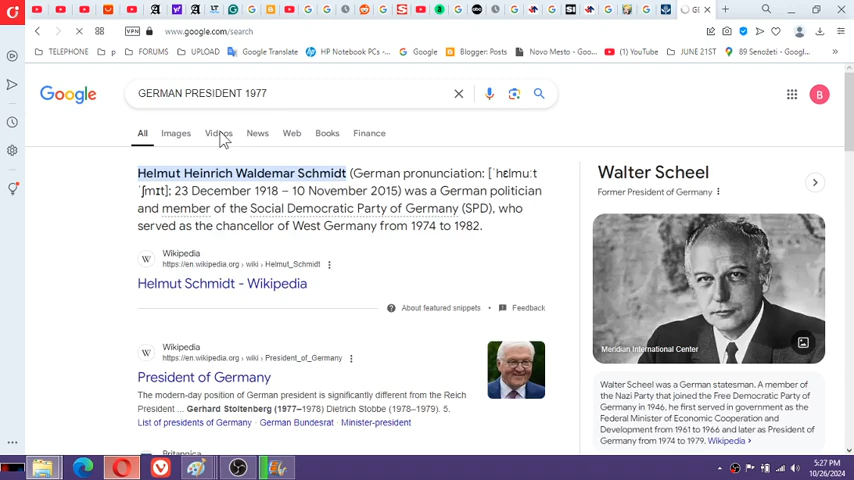 VPN www.google.com/search
TELEPHONE p FORUMS UPLOAD Google Translate HP Notebook PCs -... Google Blogger: Posts Novo Mesto - Goog... (1) YouTube JUNE 21ST 89 Senožeti - Googl...
Google GERMAN PRESIDENT 1977 B
All Images Videos News Web Books Finance
Helmut Heinrich Waldemar Schmidt (German pronunciation: [ˈhɛlmuːt
ˈʃmɪt]; 23 December 1918 – 10 November 2015) was a German politician
and member of the Social Democratic Party of Germany (SPD), who
served as the chancellor of West Germany from 1974 to 1982.
W Wikipedia
https://en.wikipedia.org › wiki › Helmut_Schmidt
Helmut Schmidt - Wikipedia
About featured snippets • Feedback
W Wikipedia
https://en.wikipedia.org › wiki › President_of_Germany
President of Germany
The modern-day position of German president is significantly different from the Reich
President ... Gerhard Stoltenberg (1977–1978) Dietrich Stobbe (1978–1979). 5.
List of presidents of Germany · German Bundesrat · Minister-president
Britannica
Walter Scheel
Former President of Germany
Meridian International Center
Walter Scheel was a German statesman. A member of
the Nazi Party that joined the Free Democratic Party of
Germany in 1946, he first served in government as the
Federal Minister of Economic Cooperation and
Development from 1961 to 1966 and later as President of
Germany from 1974 to 1979. Wikipedia ›
5:27 PM
10/26/2024